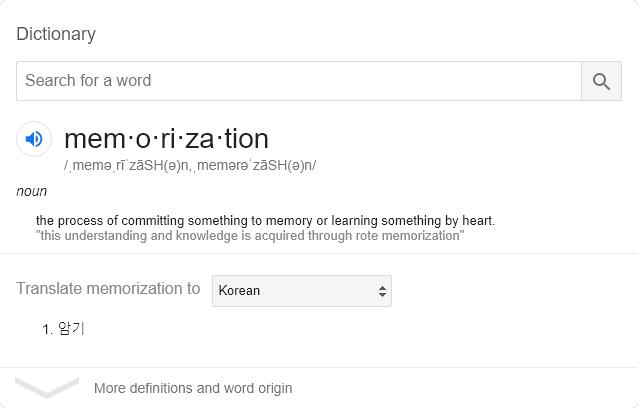 Dictionary
Search for a word
mem·o·ri·za·tion
/ˌmeməˌrīˈzāSH(ə)n,ˌmemərəˈzāSH(ə)n/
noun
the process of committing something to memory or learning something by heart.
"this understanding and knowledge is acquired through rote memorization"
Translate memorization to Korean
1. 암기
More definitions and word origin